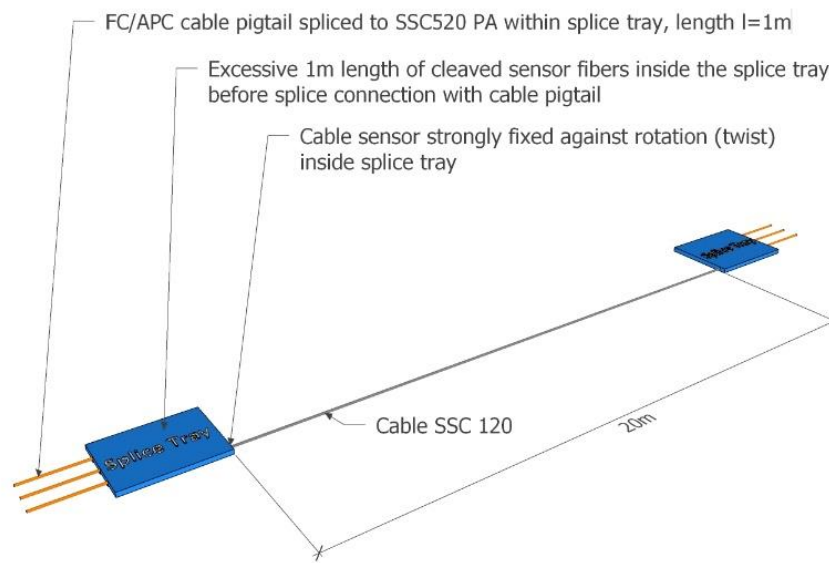 FC/APC cable pigtail spliced to SSC520 PA within splice tray, length l=1m
Excessive 1m length of cleaved sensor fibers inside the splice tray
before splice connection with cable pigtail
Cable sensor strongly fixed against rotation (twist)
inside splice tray
Splice Tray
Cable SSC 120
20m
Splice Tray